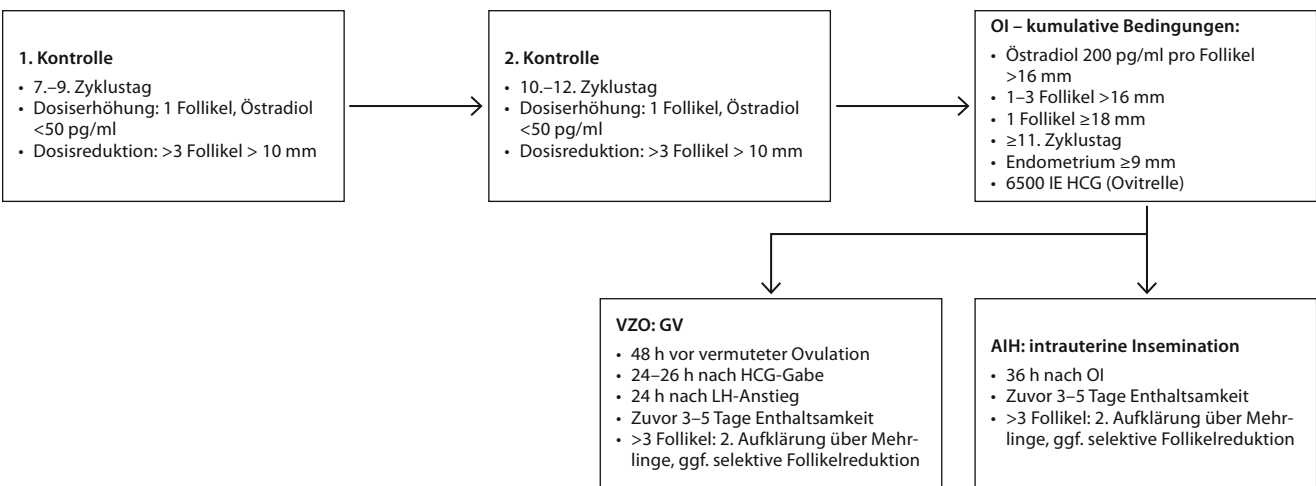 1. Kontrolle
• 7.–9. Zyklustag
• Dosiserhöhung: 1 Follikel, Östradiol
<50 pg/ml
• Dosisreduktion: >3 Follikel > 10 mm
2. Kontrolle
• 10.–12. Zyklustag
• Dosiserhöhung: 1 Follikel, Östradiol
<50 pg/ml
• Dosisreduktion: >3 Follikel > 10 mm
OI – kumulative Bedingungen:
• Östradiol 200 pg/ml pro Follikel
>16 mm
• 1–3 Follikel >16 mm
• 1 Follikel ≥18 mm
• ≥11. Zyklustag
• Endometrium ≥9 mm
• 6500 IE HCG (Ovitrelle)
VZO: GV
• 48 h vor vermuteter Ovulation
• 24–26 h nach HCG-Gabe
• 24 h nach LH-Anstieg
• Zuvor 3–5 Tage Enthaltsamkeit
• >3 Follikel: 2. Aufklärung über Mehr-
linge, ggf. selektive Follikelreduktion
AIH: intrauterine Insemination
• 36 h nach OI
• Zuvor 3–5 Tage Enthaltsamkeit
• >3 Follikel: 2. Aufklärung über Mehr-
linge, ggf. selektive Follikelreduktion